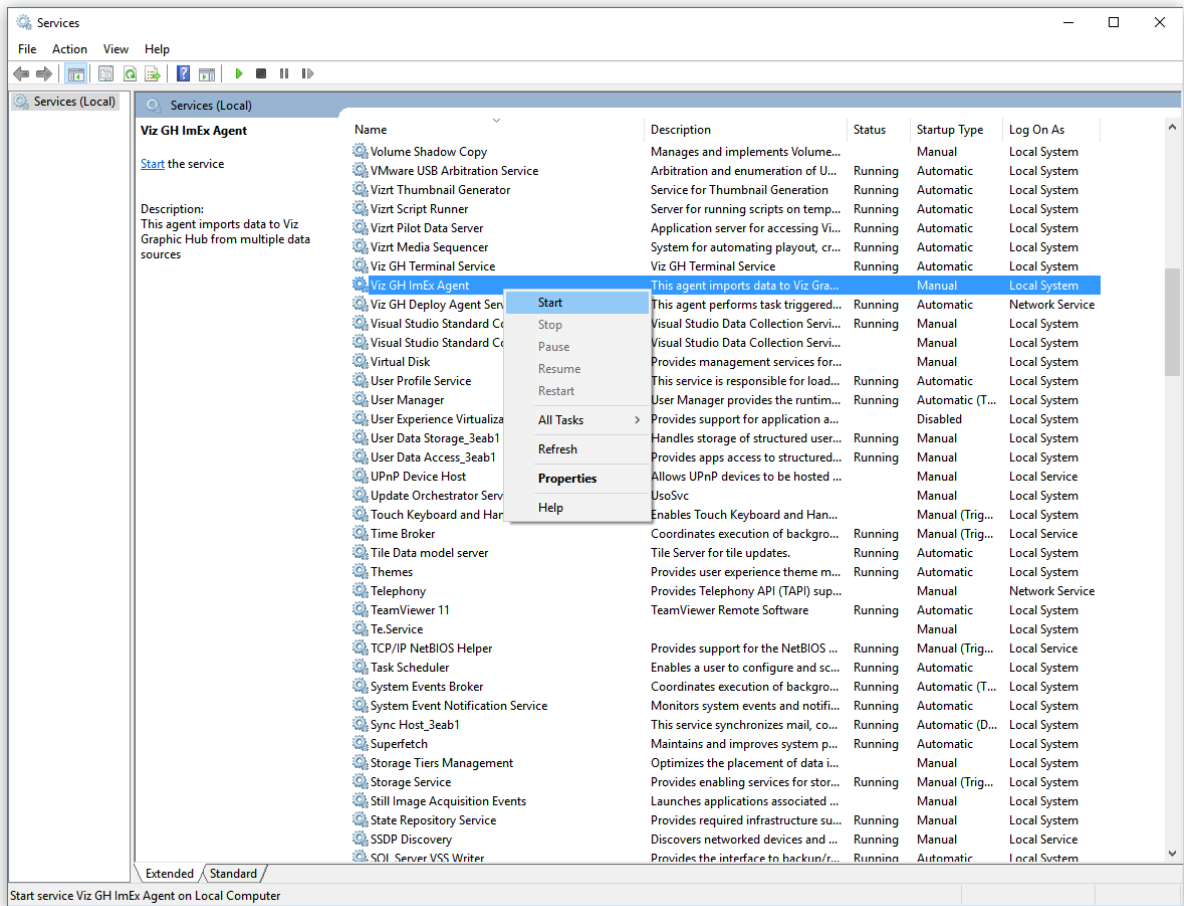 Services
File Action View Help
Services (Local)
Services (Local)
Viz GH ImEx Agent
Start the service
Description:
This agent imports data to Viz
Graphic Hub from multiple data
sources
Name Description Status Startup Type Log On As
Volume Shadow Copy Manages and implements Volume... Manual Local System
VMware USB Arbitration Service Arbitration and enumeration of U... Running Automatic Local System
Vizrt Thumbnail Generator Service for Thumbnail Generation Running Automatic Local System
Vizrt Script Runner Server for running scripts on temp... Running Automatic Local System
Vizrt Pilot Data Server Application server for accessing Vi... Running Automatic Local System
Vizrt Media Sequencer System for automating playout, cr... Running Automatic Local System
Viz GH Terminal Service Viz GH Terminal Service Running Automatic Local System
Viz GH ImEx Agent This agent imports data to Viz Gra... Manual Local System
Viz GH Deploy Agent Serv This agent performs task triggered... Running Automatic Network Service
Visual Studio Standard Co Visual Studio Data Collection Servi... Running Manual Local System
Visual Studio Standard Co Visual Studio Data Collection Servi... Manual Local System
Virtual Disk Provides management services for... Manual Local System
User Profile Service This service is responsible for load... Running Automatic Local System
User Manager User Manager provides the runtim... Running Automatic (T... Local System
User Experience Virtualiza Provides support for application a... Disabled Local System
User Data Storage_3eab1 Handles storage of structured user... Running Manual Local System
User Data Access_3eab1 Provides apps access to structured... Running Manual Local System
UPnP Device Host Allows UPnP devices to be hosted ... Manual Local Service
Update Orchestrator Serv UsoSvc Manual Local System
Touch Keyboard and Han Enables Touch Keyboard and Han... Manual (Trig... Local System
Time Broker Coordinates execution of backgro... Running Manual (Trig... Local Service
Tile Data model server Tile Server for tile updates. Running Automatic Local System
Themes Provides user experience theme m... Running Automatic Local System
Telephony Provides Telephony API (TAPI) sup... Manual Network Service
TeamViewer 11 TeamViewer Remote Software Running Automatic Local System
Te.Service Manual Local System
TCP/IP NetBIOS Helper Provides support for the NetBIOS ... Running Manual (Trig... Local Service
Task Scheduler Enables a user to configure and sc... Running Automatic Local System
System Events Broker Coordinates execution of backgro... Running Automatic (T... Local System
System Event Notification Service Monitors system events and notifi... Running Automatic Local System
Sync Host_3eab1 This service synchronizes mail, co... Running Automatic (D... Local System
Superfetch Maintains and improves system p... Running Automatic Local System
Storage Tiers Management Optimizes the placement of data i... Manual Local System
Storage Service Provides enabling services for stor... Running Manual (Trig... Local System
Still Image Acquisition Events Launches applications associated ... Manual Local System
State Repository Service Provides required infrastructure su... Running Manual Local System
SSDP Discovery Discovers networked devices and ... Running Manual Local Service
SQL Server VSS Writer Provides the interface to backup/r... Running Automatic Local System
Start
Stop
Pause
Resume
Restart
All Tasks
Refresh
Properties
Help
Extended Standard
Start service Viz GH ImEx Agent on Local Computer